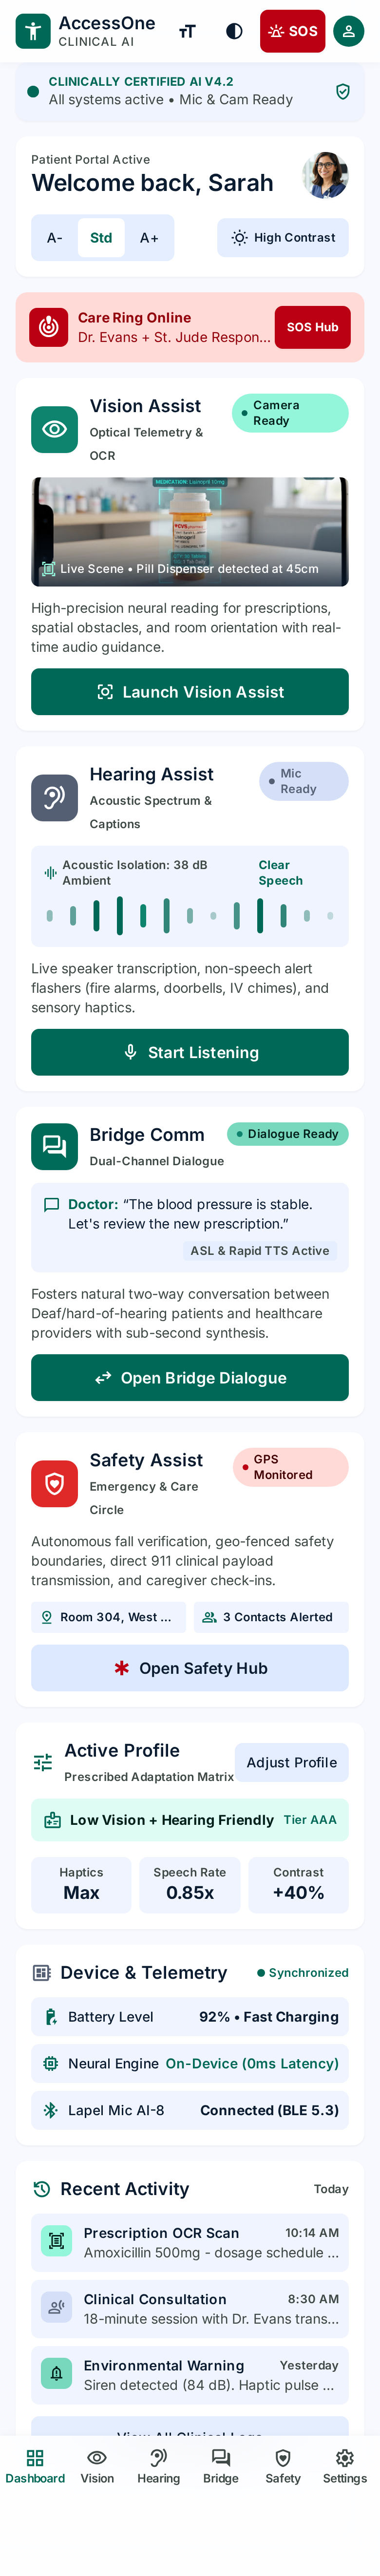 AccessOne
CLINICAL AI
SOS
CLINICALLY CERTIFIED AI V4.2
All systems active • Mic & Cam Ready
Patient Portal Active
Welcome back, Sarah
A- Std A+
High Contrast
Care Ring Online
Dr. Evans + St. Jude Respon...
SOS Hub
Vision Assist
Optical Telemetry &
OCR
Camera
Ready
MEDICATION: Lisinopril 10mg
CVS
Live Scene • Pill Dispenser detected at 45cm
High-precision neural reading for prescriptions,
spatial obstacles, and room orientation with real-
time audio guidance.
Launch Vision Assist
Hearing Assist
Acoustic Spectrum &
Captions
Mic
Ready
Acoustic Isolation: 38 dB
Ambient
Clear
Speech
Live speaker transcription, non-speech alert
flashers (fire alarms, doorbells, IV chimes), and
sensory haptics.
Start Listening
Bridge Comm
Dual-Channel Dialogue
Dialogue Ready
Doctor: “The blood pressure is stable.
Let's review the new prescription.”
ASL & Rapid TTS Active
Fosters natural two-way conversation between
Deaf/hard-of-hearing patients and healthcare
providers with sub-second synthesis.
Open Bridge Dialogue
Safety Assist
Emergency & Care
Circle
GPS
Monitored
Autonomous fall verification, geo-fenced safety
boundaries, direct 911 clinical payload
transmission, and caregiver check-ins.
Room 304, West ...
3 Contacts Alerted
Open Safety Hub
Active Profile
Prescribed Adaptation Matrix
Adjust Profile
Low Vision + Hearing Friendly Tier AAA
Haptics
Max
Speech Rate
0.85x
Contrast
+40%
Device & Telemetry
Synchronized
Battery Level 92% • Fast Charging
Neural Engine On-Device (0ms Latency)
Lapel Mic AI-8 Connected (BLE 5.3)
Recent Activity Today
Prescription OCR Scan 10:14 AM
Amoxicillin 500mg - dosage schedule ...
Clinical Consultation 8:30 AM
18-minute session with Dr. Evans trans...
Environmental Warning Yesterday
Siren detected (84 dB). Haptic pulse ...
View All Clinical Logs
Dashboard Vision Hearing Bridge Safety Settings